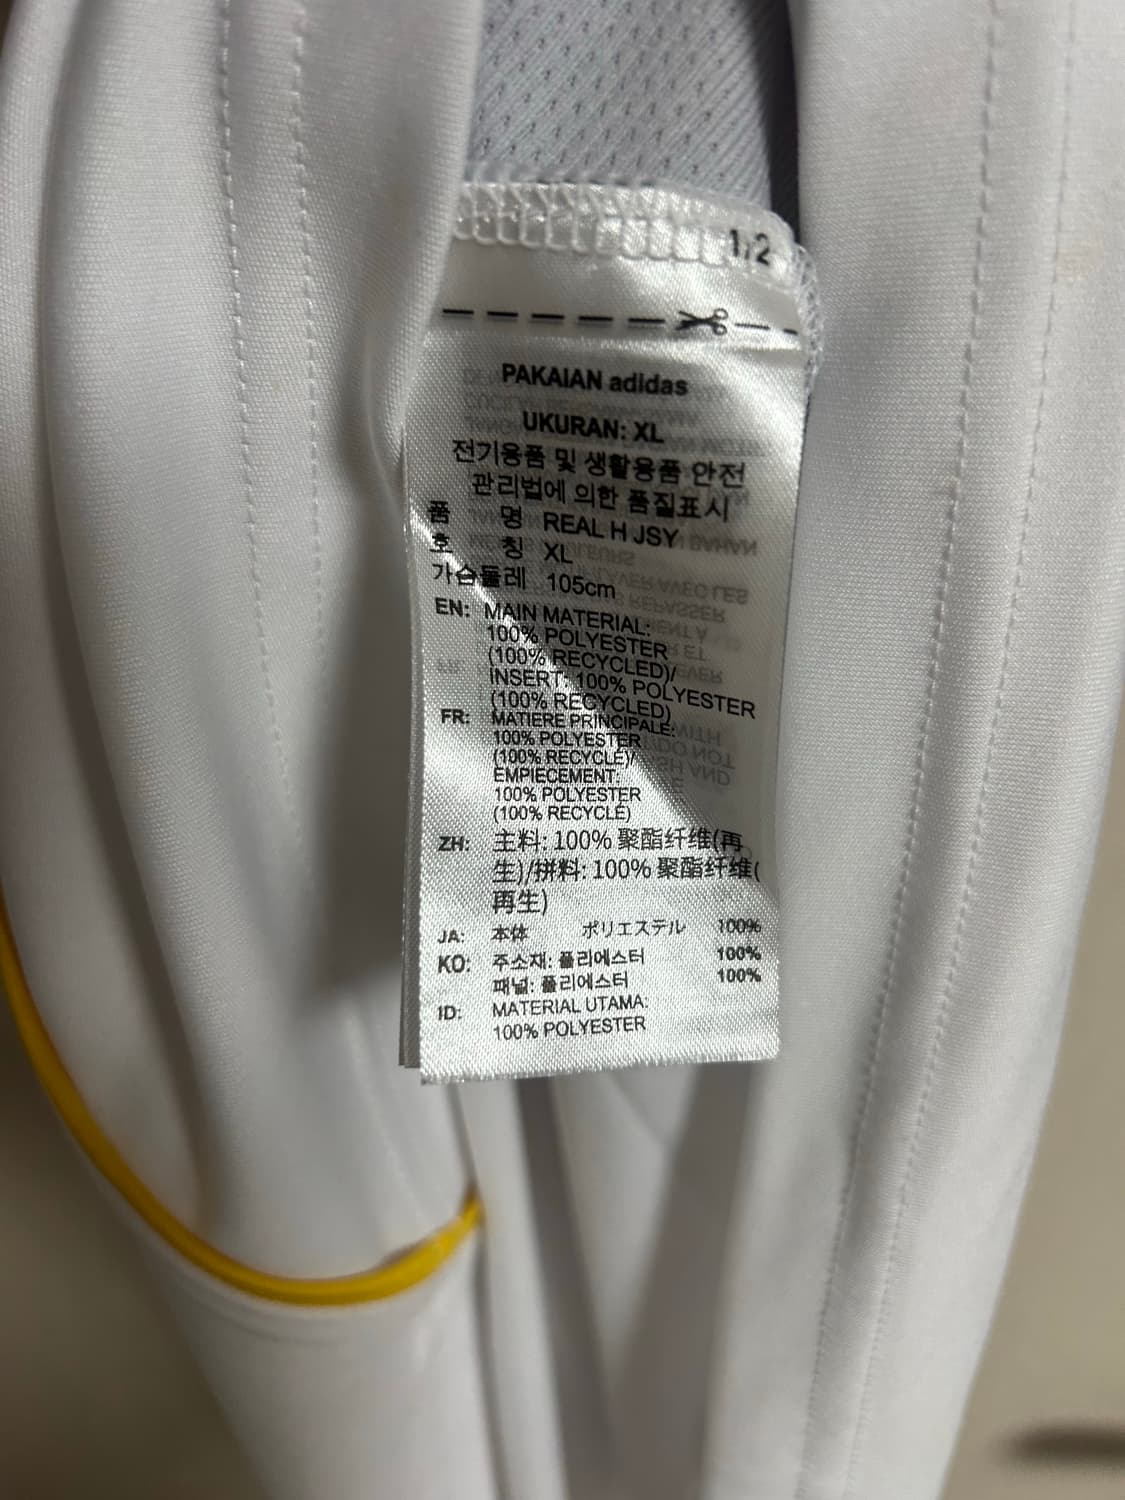 1/2
PAKAIAN adidas
UKURAN: XL
전기용품 및 생활용품 안전
관리법에 의한 품질표시
품 명 REAL H JSY
호 칭 XL
가슴둘레 105cm
EN: MAIN MATERIAL:
100% POLYESTER
(100% RECYCLED)/
INSERT: 100% POLYESTER
(100% RECYCLED)
FR: MATIERE PRINCIPALE:
100% POLYESTER
(100% RECYCLÉ)/
EMPIECEMENT:
100% POLYESTER
(100% RECYCLÉ)
ZH: 主料: 100% 聚酯纤维(再
生)/拼料: 100% 聚酯纤维(
再生)
JA: 本体 ポリエステル 100%
KO: 주소재: 폴리에스터 100%
패널: 폴리에스터 100%
ID: MATERIAL UTAMA:
100% POLYESTER